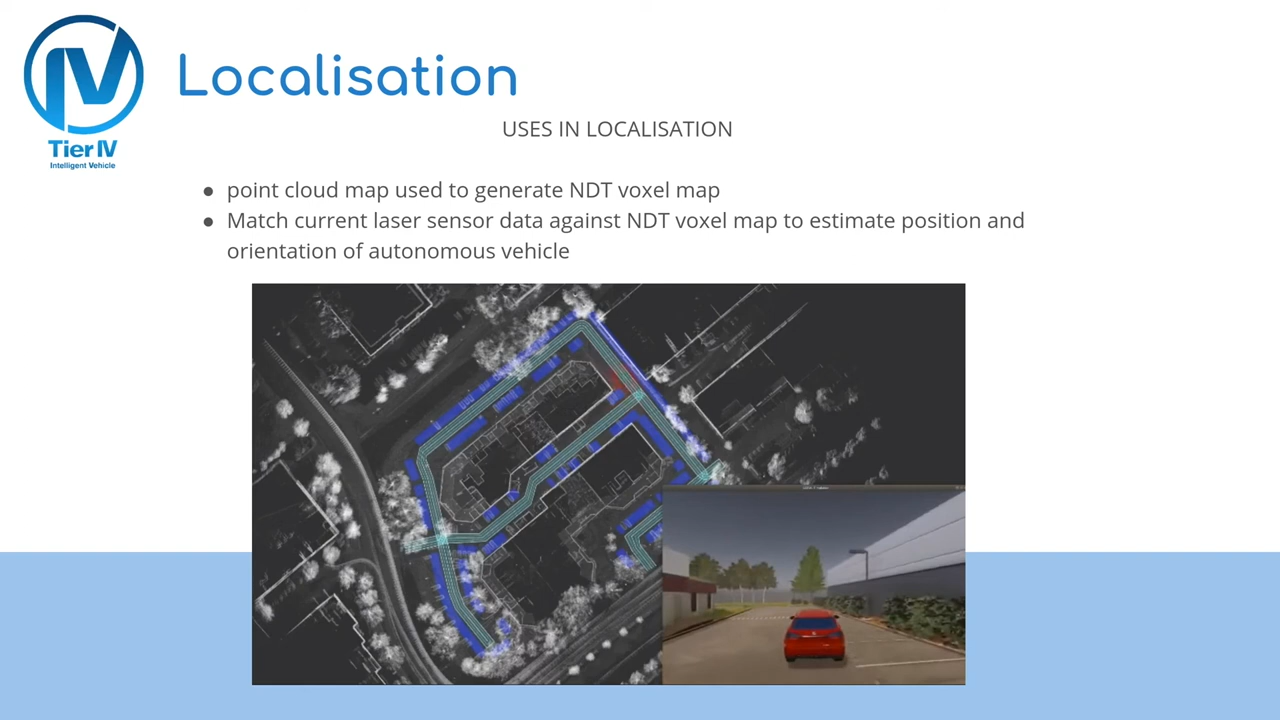 Localisation
Tier IV
Intelligent Vehicle
USES IN LOCALISATION
● point cloud map used to generate NDT voxel map
● Match current laser sensor data against NDT voxel map to estimate position and
orientation of autonomous vehicle